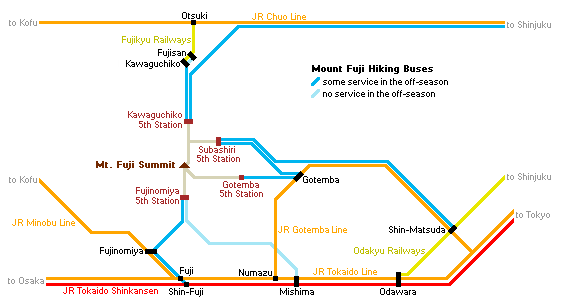 Otsuki
JR Chuo Line
to Kofu
to Shinjuku
Fujikyu Railways
Fujisan
Kawaguchiko
Mount Fuji Hiking Buses
some service in the off-season
no service in the off-season
Kawaguchiko
5th Station
Subashiri
5th Station
Mt. Fuji Summit
Fujinomiya
5th Station
Gotemba
5th Station
Gotemba
to Kofu
to Shinjuku
to Tokyo
JR Minobu Line
JR Gotemba Line
Shin-Matsuda
Fujinomiya
Odakyu Railways
Fuji
Numazu
JR Tokaido Line
to Osaka
JR Tokaido Shinkansen
Shin-Fuji
Mishima
Odawara